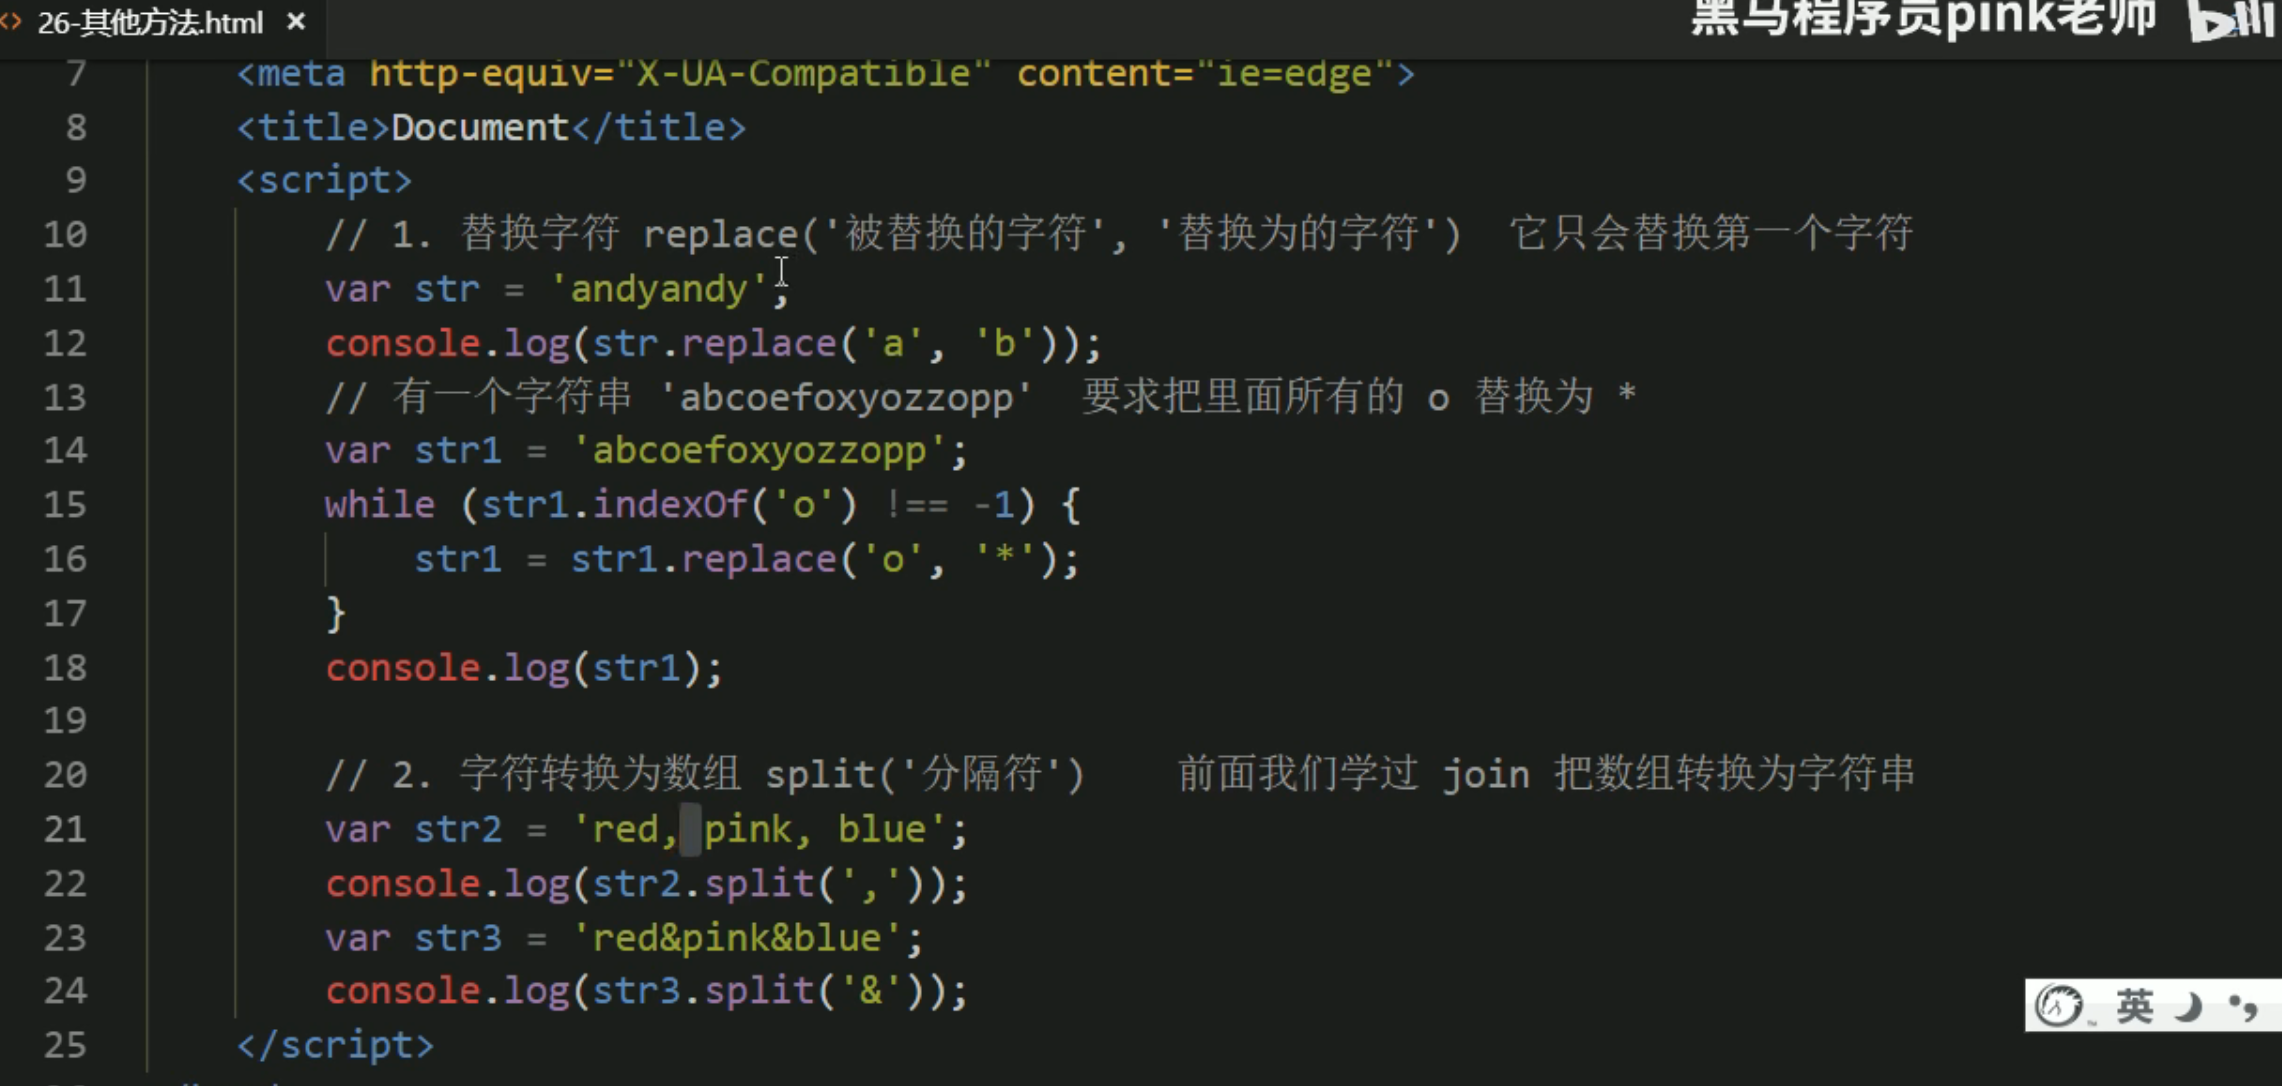 26-其他方法.html ×
黑马程序员pink老师
7 <meta http-equiv="X-UA-Compatible" content="ie=edge">
8 <title>Document</title>
9 <script>
10 // 1. 替换字符 replace('被替换的字符', '替换为的字符') 它只会替换第一个字符
11 var str = 'andyandy';
12 console.log(str.replace('a', 'b'));
13 // 有一个字符串 'abcoefoxyozzopp' 要求把里面所有的 o 替换为 *
14 var str1 = 'abcoefoxyozzopp';
15 while (str1.indexOf('o') !== -1) {
16 str1 = str1.replace('o', '*');
17 }
18 console.log(str1);
19
20 // 2. 字符转换为数组 split('分隔符') 前面我们学过 join 把数组转换为字符串
21 var str2 = 'red, pink, blue';
22 console.log(str2.split(','));
23 var str3 = 'red&pink&blue';
24 console.log(str3.split('&'));
25 </script>
英